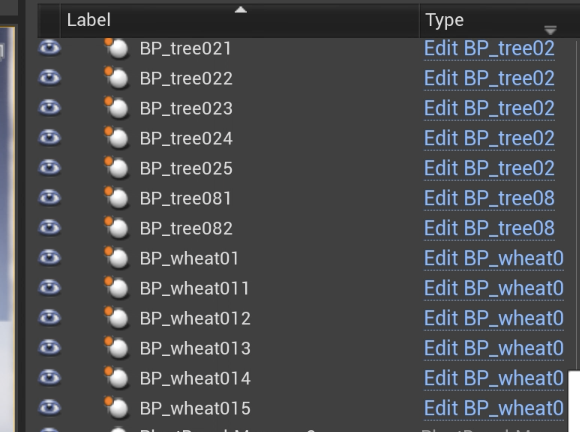 Label Type
BP_tree021 Edit BP_tree02
BP_tree022 Edit BP_tree02
BP_tree023 Edit BP_tree02
BP_tree024 Edit BP_tree02
BP_tree025 Edit BP_tree02
BP_tree081 Edit BP_tree08
BP_tree082 Edit BP_tree08
BP_wheat01 Edit BP_wheat0
BP_wheat011 Edit BP_wheat0
BP_wheat012 Edit BP_wheat0
BP_wheat013 Edit BP_wheat0
BP_wheat014 Edit BP_wheat0
BP_wheat015 Edit BP_wheat0